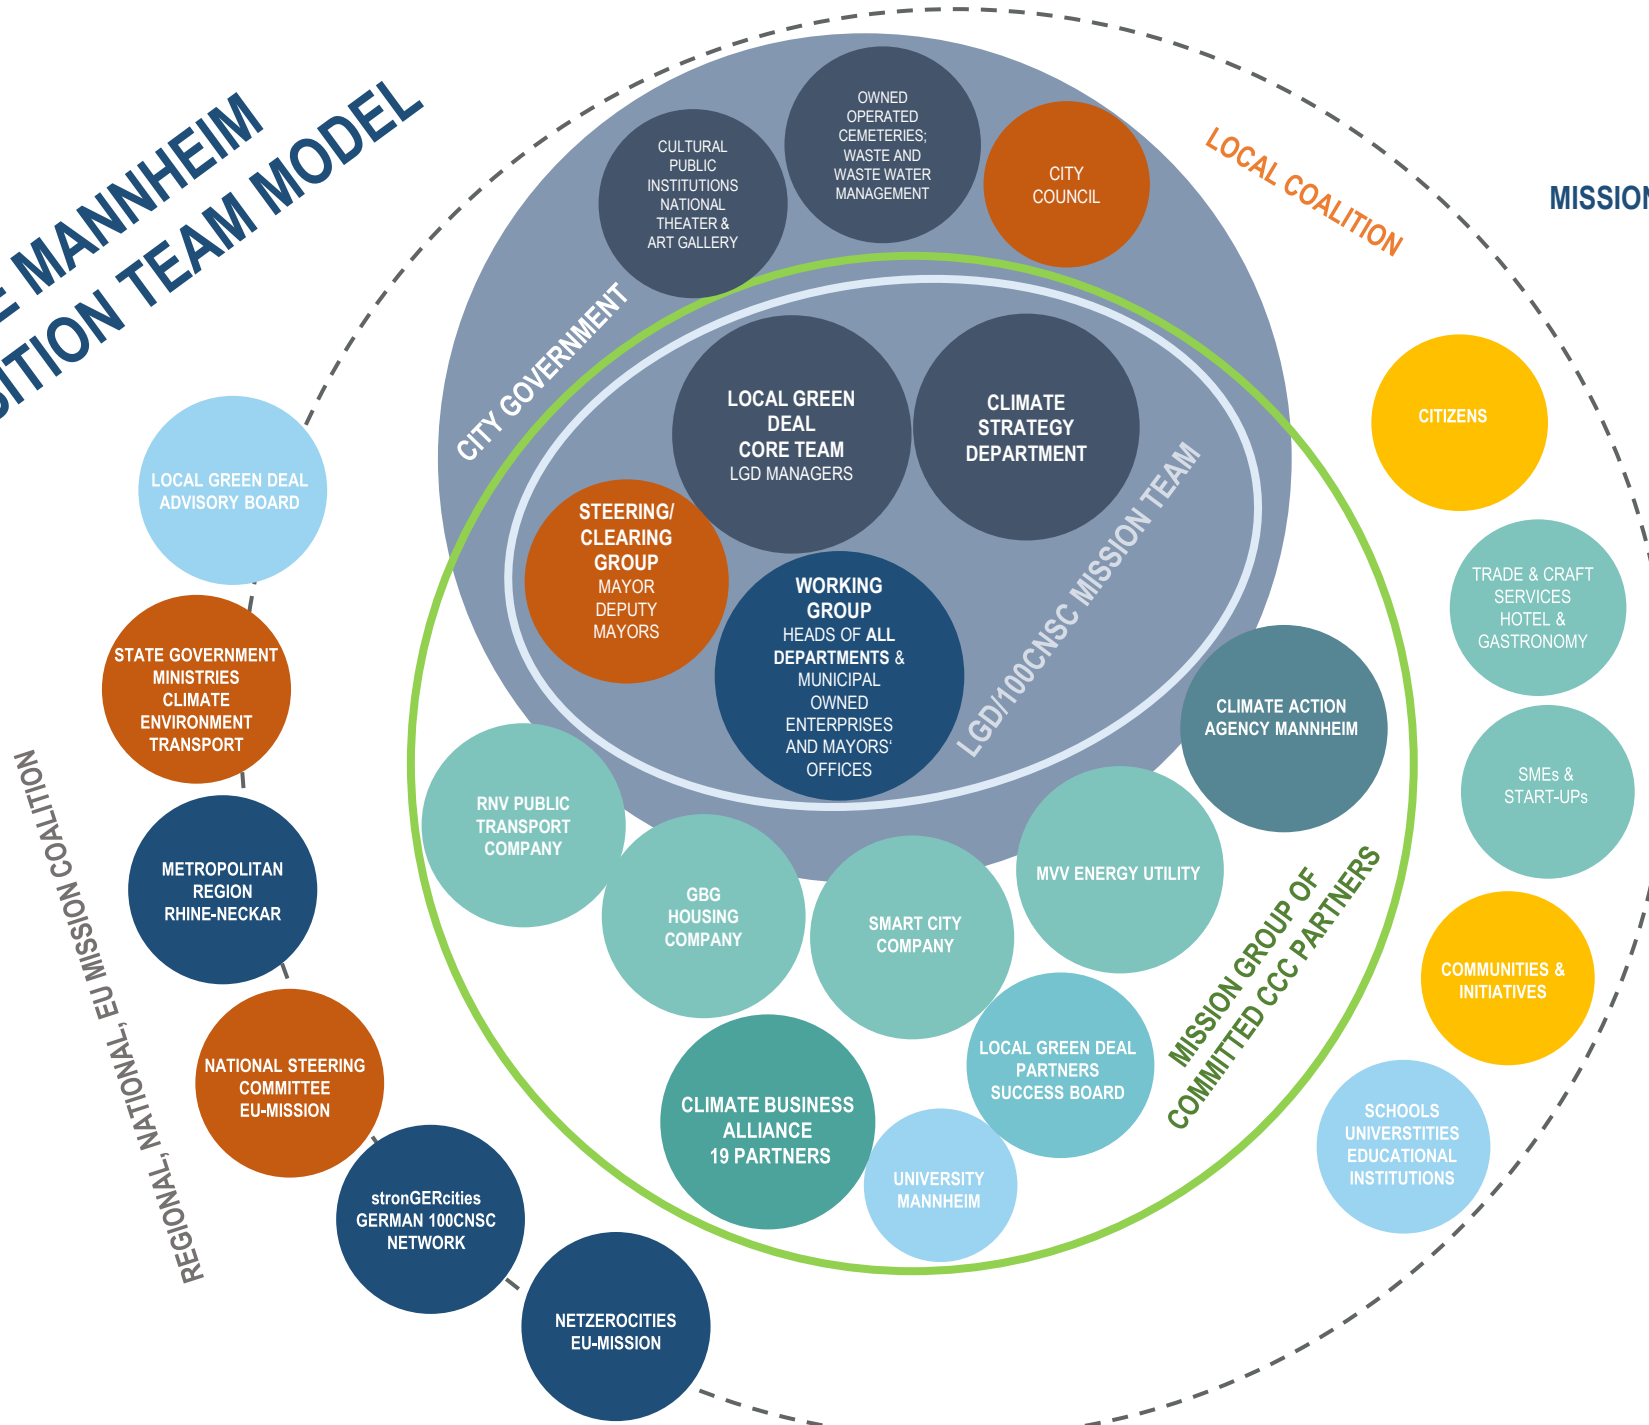 MANNHEIM
TEAM MODEL
MISSION
LOCAL COALITION
CULTURAL
PUBLIC
INSTITUTIONS
NATIONAL
THEATER &
ART GALLERY
OWNED
OPERATED
CEMETERIES;
WASTE AND
WASTE WATER
MANAGEMENT
CITY
COUNCIL
CITY GOVERNMENT
LOCAL GREEN
DEAL
CORE TEAM
LGD MANAGERS
CLIMATE
STRATEGY
DEPARTMENT
STEERING/
CLEARING
GROUP
MAYOR
DEPUTY
MAYORS
WORKING
GROUP
HEADS OF ALL
DEPARTMENTS &
MUNICIPAL
OWNED
ENTERPRISES
AND MAYORS‘
OFFICES
LGD/100CNSC MISSION TEAM
CLIMATE ACTION
AGENCY MANNHEIM
RNV PUBLIC
TRANSPORT
COMPANY
GBG
HOUSING
COMPANY
SMART CITY
COMPANY
MVV ENERGY UTILITY
LOCAL GREEN DEAL
PARTNERS
SUCCESS BOARD
CLIMATE BUSINESS
ALLIANCE
19 PARTNERS
UNIVERSITY
MANNHEIM
MISSION GROUP OF
COMMITTED CCC PARTNERS
CITIZENS
TRADE & CRAFT
SERVICES
HOTEL &
GASTRONOMY
SMEs &
START-UPs
COMMUNITIES &
INITIATIVES
SCHOOLS
UNIVERSTITIES
EDUCATIONAL
INSTITUTIONS
LOCAL GREEN DEAL
ADVISORY BOARD
STATE GOVERNMENT
MINISTRIES
CLIMATE
ENVIRONMENT
TRANSPORT
METROPOLITAN
REGION
RHINE-NECKAR
NATIONAL STEERING
COMMITTEE
EU-MISSION
stronGERcities
GERMAN 100CNSC
NETWORK
NETZEROCITIES
EU-MISSION
REGIONAL, NATIONAL, EU MISSION COALITION